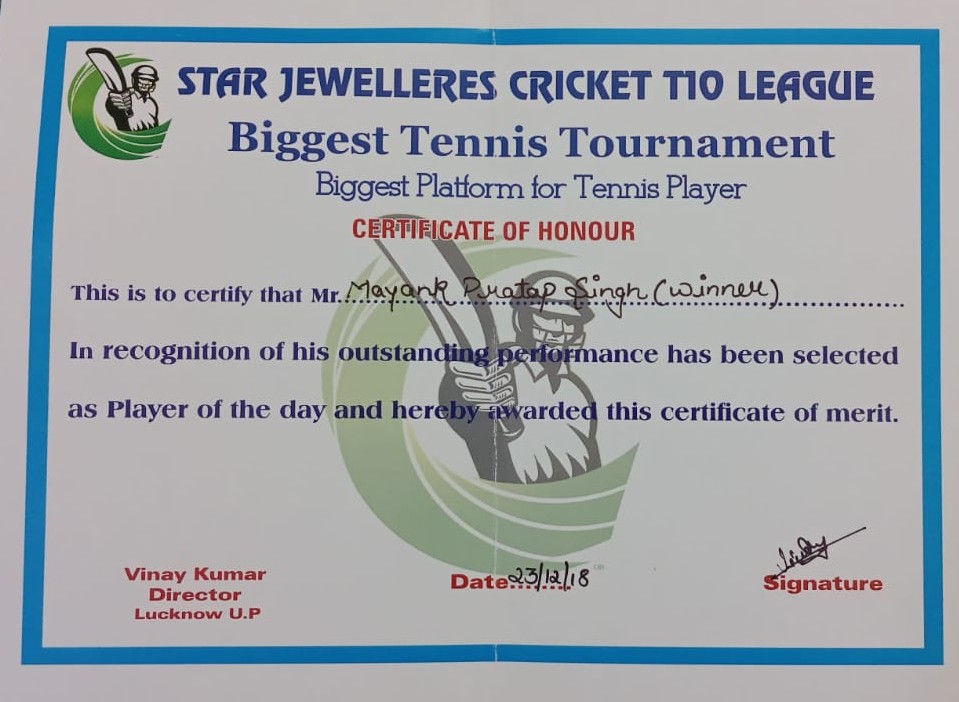 STAR JEWELLERES CRICKET T10 LEAGUE
Biggest Tennis Tournament
Biggest Platform for Tennis Player
CERTIFICATE OF HONOUR
This is to certify that Mr. Mayank Pratap Singh (winner)
In recognition of his outstanding performance has been selected
as Player of the day and hereby awarded this certificate of merit.
Vinay Kumar
Director
Lucknow U.P
Date 23/12/18
Signature